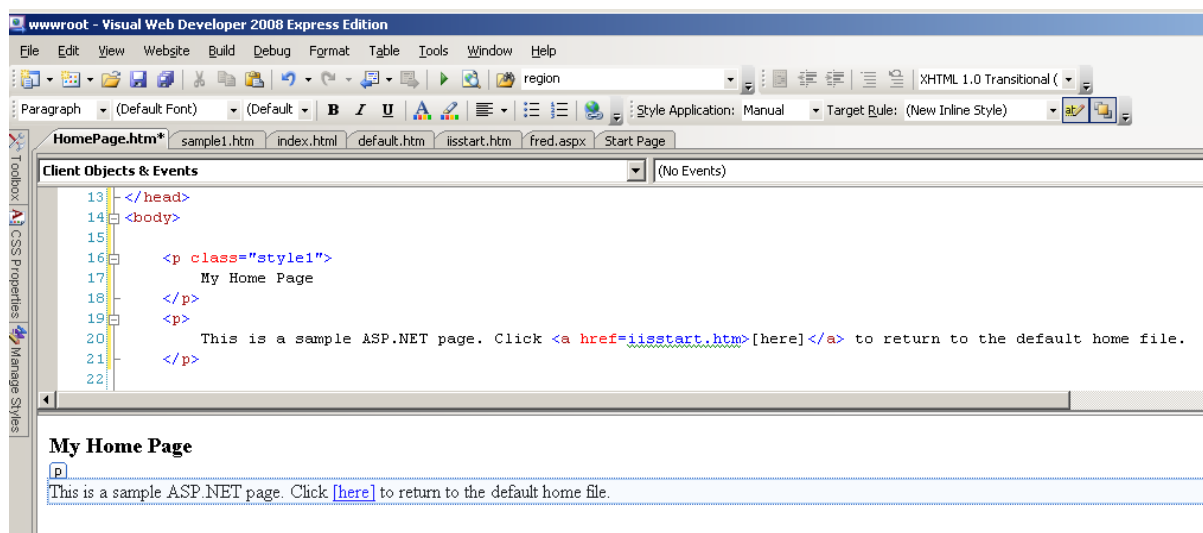 wwwroot - Visual Web Developer 2008 Express Edition
File Edit View Website Build Debug Format Table Tools Window Help
region XHTML 1.0 Transitional (
Paragraph (Default Font) (Default B I U A Style Application: Manual Target Rule: (New Inline Style) ab
HomePage.htm* sample1.htm index.html default.htm iisstart.htm fred.aspx Start Page
Toolbox
CSS Properties
Manage Styles
Client Objects & Events (No Events)
13 </head>
14 <body>
15
16 <p class="style1">
17 My Home Page
18 </p>
19 <p>
20 This is a sample ASP.NET page. Click <a href=iisstart.htm>[here]</a> to return to the default home file.
21 </p>
22
My Home Page
p
This is a sample ASP.NET page. Click [here] to return to the default home file.